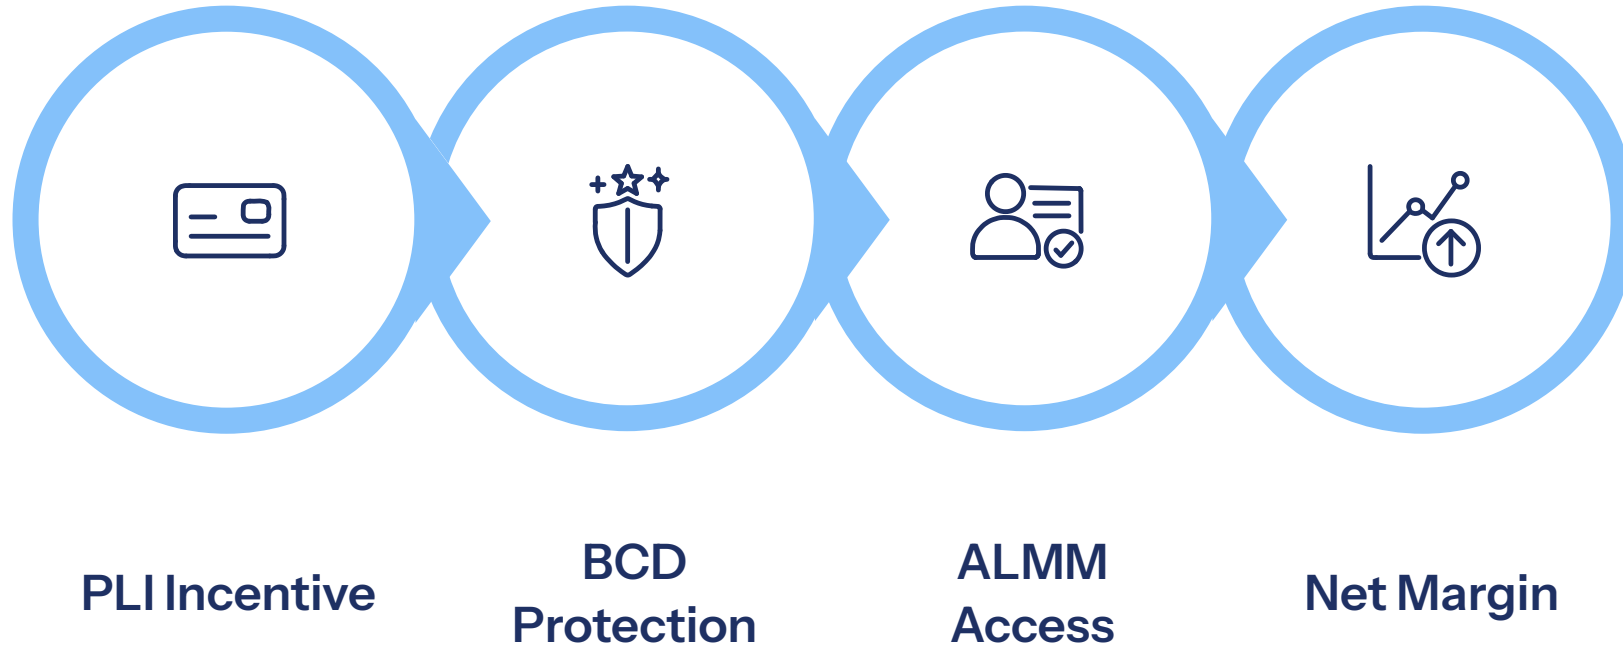 PLI Incentive
BCD
Protection
ALMM
Access
Net Margin